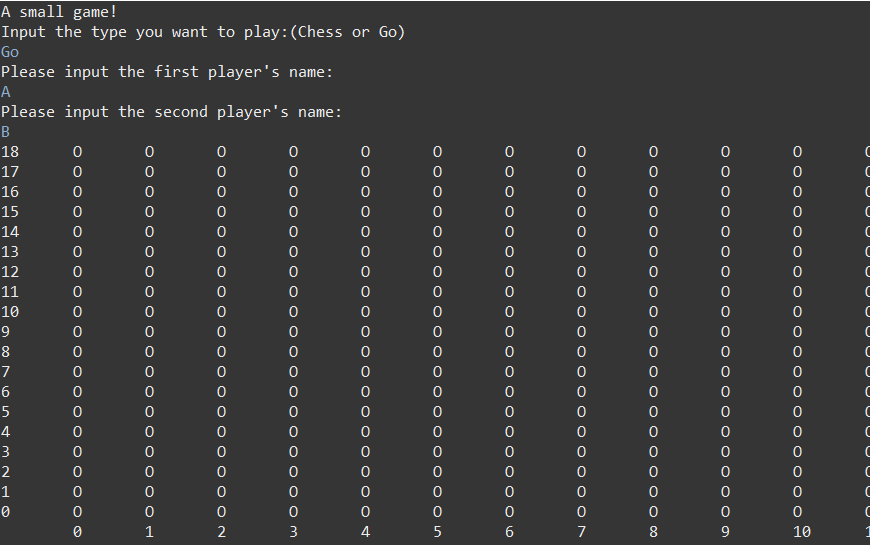 A small game!
Input the type you want to play:(Chess or Go)
Go
Please input the first player's name:
A
Please input the second player's name:
B
18 0 0 0 0 0 0 0 0 0 0 0
17 0 0 0 0 0 0 0 0 0 0 0
16 0 0 0 0 0 0 0 0 0 0 0
15 0 0 0 0 0 0 0 0 0 0 0
14 0 0 0 0 0 0 0 0 0 0 0
13 0 0 0 0 0 0 0 0 0 0 0
12 0 0 0 0 0 0 0 0 0 0 0
11 0 0 0 0 0 0 0 0 0 0 0
10 0 0 0 0 0 0 0 0 0 0 0
9 0 0 0 0 0 0 0 0 0 0 0
8 0 0 0 0 0 0 0 0 0 0 0
7 0 0 0 0 0 0 0 0 0 0 0
6 0 0 0 0 0 0 0 0 0 0 0
5 0 0 0 0 0 0 0 0 0 0 0
4 0 0 0 0 0 0 0 0 0 0 0
3 0 0 0 0 0 0 0 0 0 0 0
2 0 0 0 0 0 0 0 0 0 0 0
1 0 0 0 0 0 0 0 0 0 0 0
0 0 0 0 0 0 0 0 0 0 0 0
0 1 2 3 4 5 6 7 8 9 10